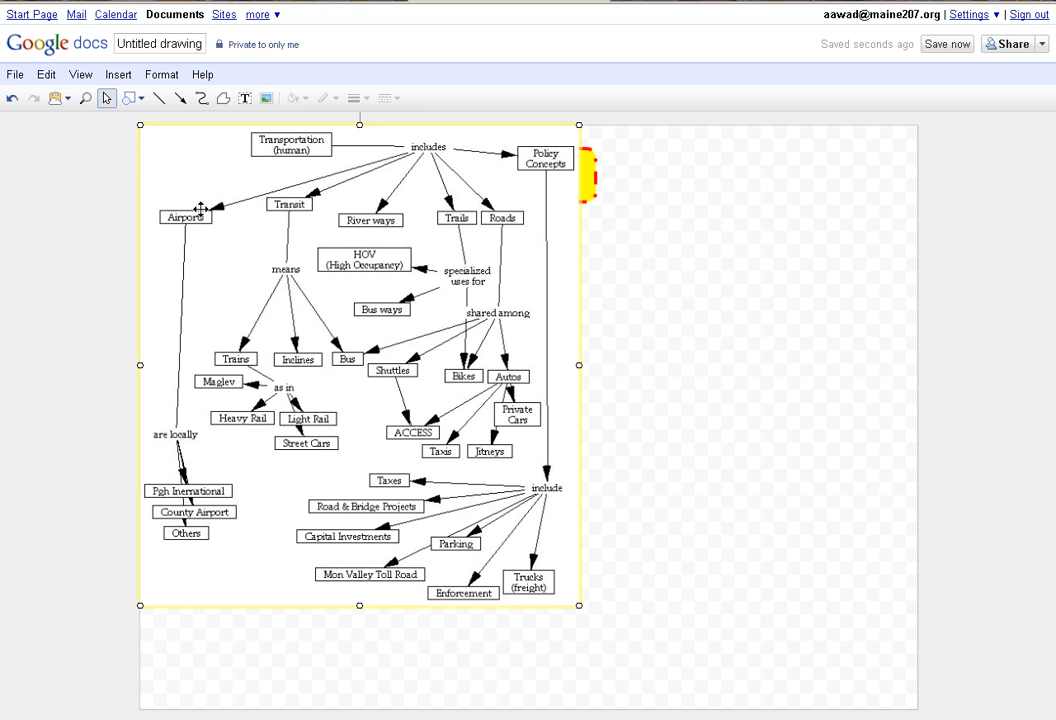 Start Page Mail Calendar Documents Sites more ▼
aawad@maine207.org | Settings ▼ | Sign out
Google docs Untitled drawing Private to only me
Saved seconds ago Save now Share
File Edit View Insert Format Help
Transportation
(human)
includes
Policy
Concepts
Airports
Transit
River ways
Trails
Roads
HOV
(High Occupancy)
means
specialized
uses for
Bus ways
shared among
Trains
Inclines
Bus
Shuttles
Bikes
Autos
Maglev
as in
Heavy Rail
Light Rail
Private
Cars
are locally
Street Cars
ACCESS
Taxis
Jitneys
Taxes
include
Pgh Inernational
Road & Bridge Projects
County Airport
Others
Capital Investments
Parking
Mon Valley Toll Road
Trucks
(freight)
Enforcement